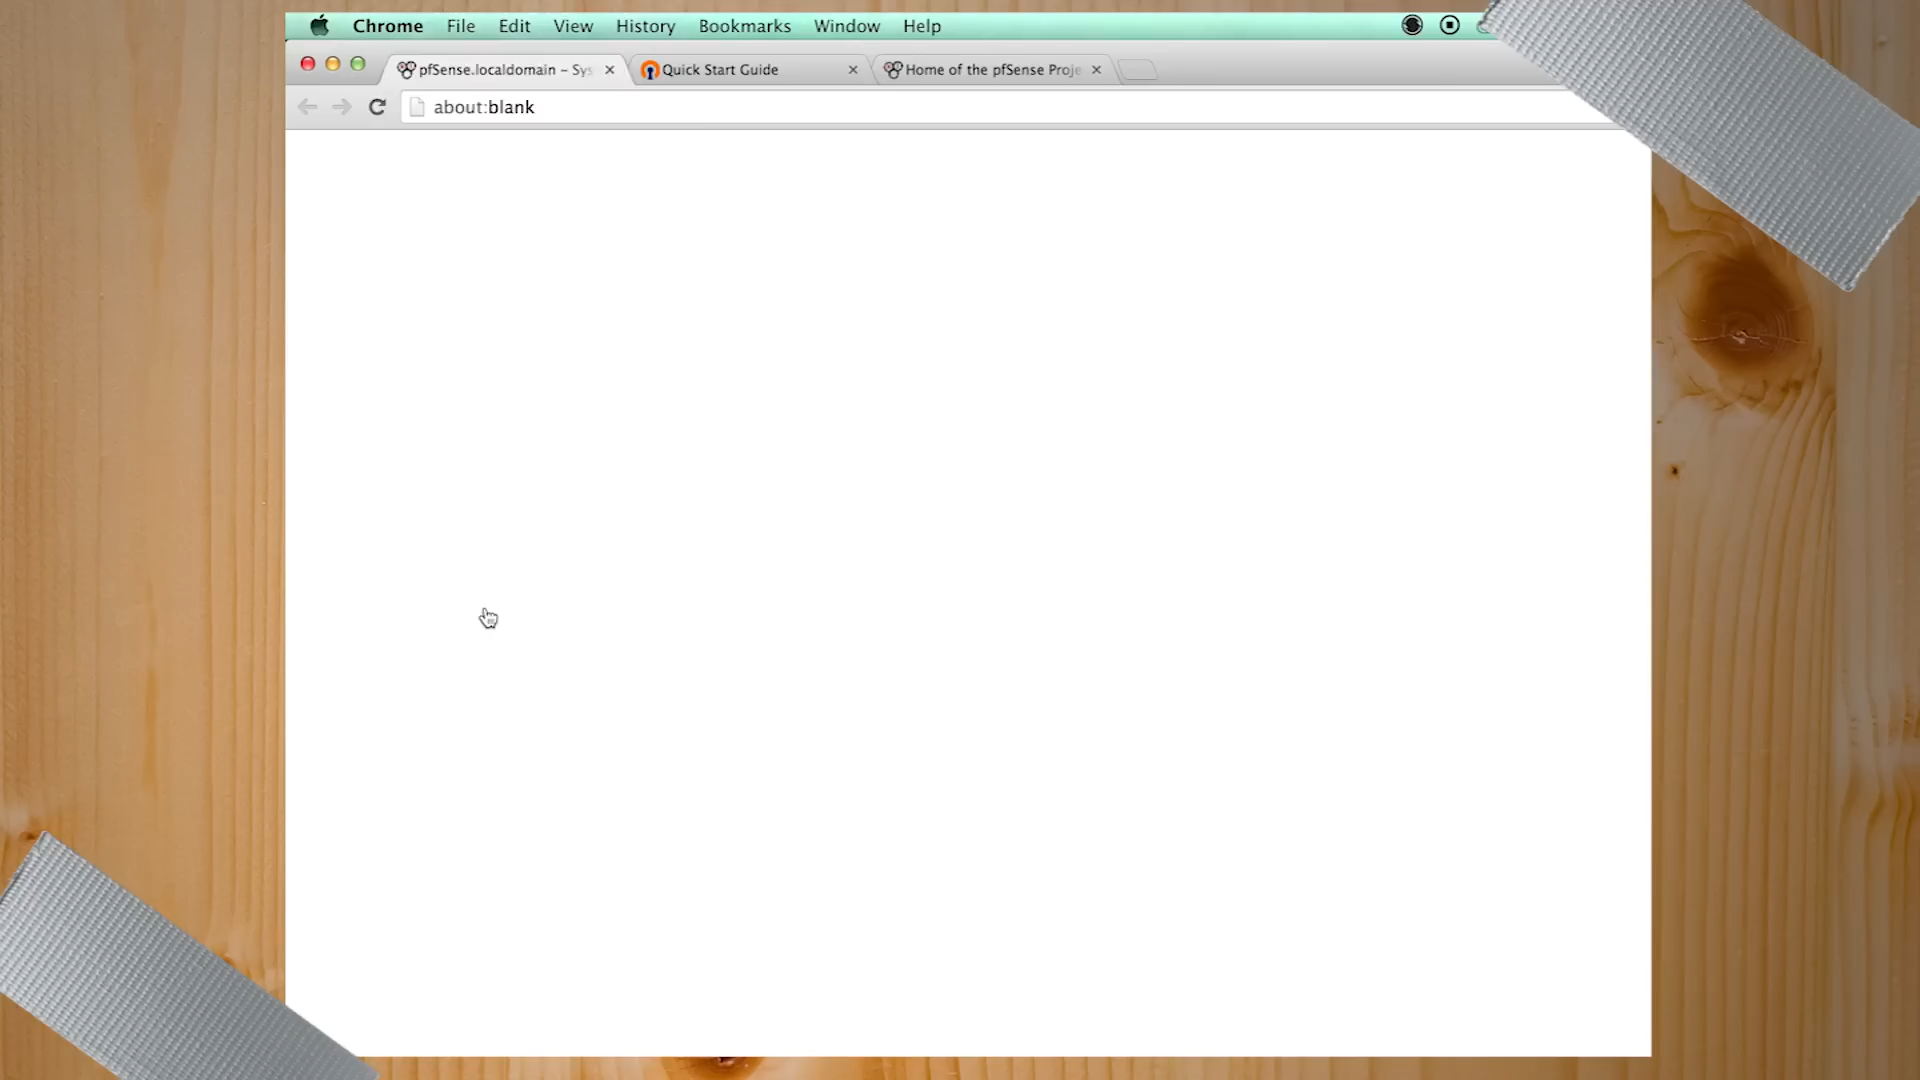 Chrome File Edit View History Bookmarks Window Help
pfSense.localdomain – Sys
Quick Start Guide
Home of the pfSense Proje
about:blank